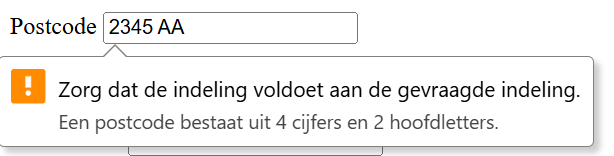 Postcode 2345 AA
Zorg dat de indeling voldoet aan de gevraagde indeling.
Een postcode bestaat uit 4 cijfers en 2 hoofdletters.